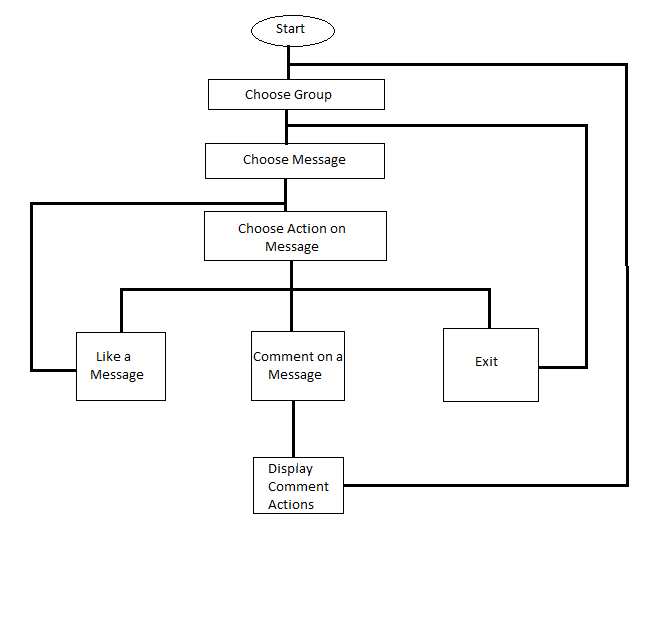 Start
Choose Group
Choose Message
Choose Action on
Message
Like a
Message
Comment on a
Message
Exit
Display
Comment
Actions